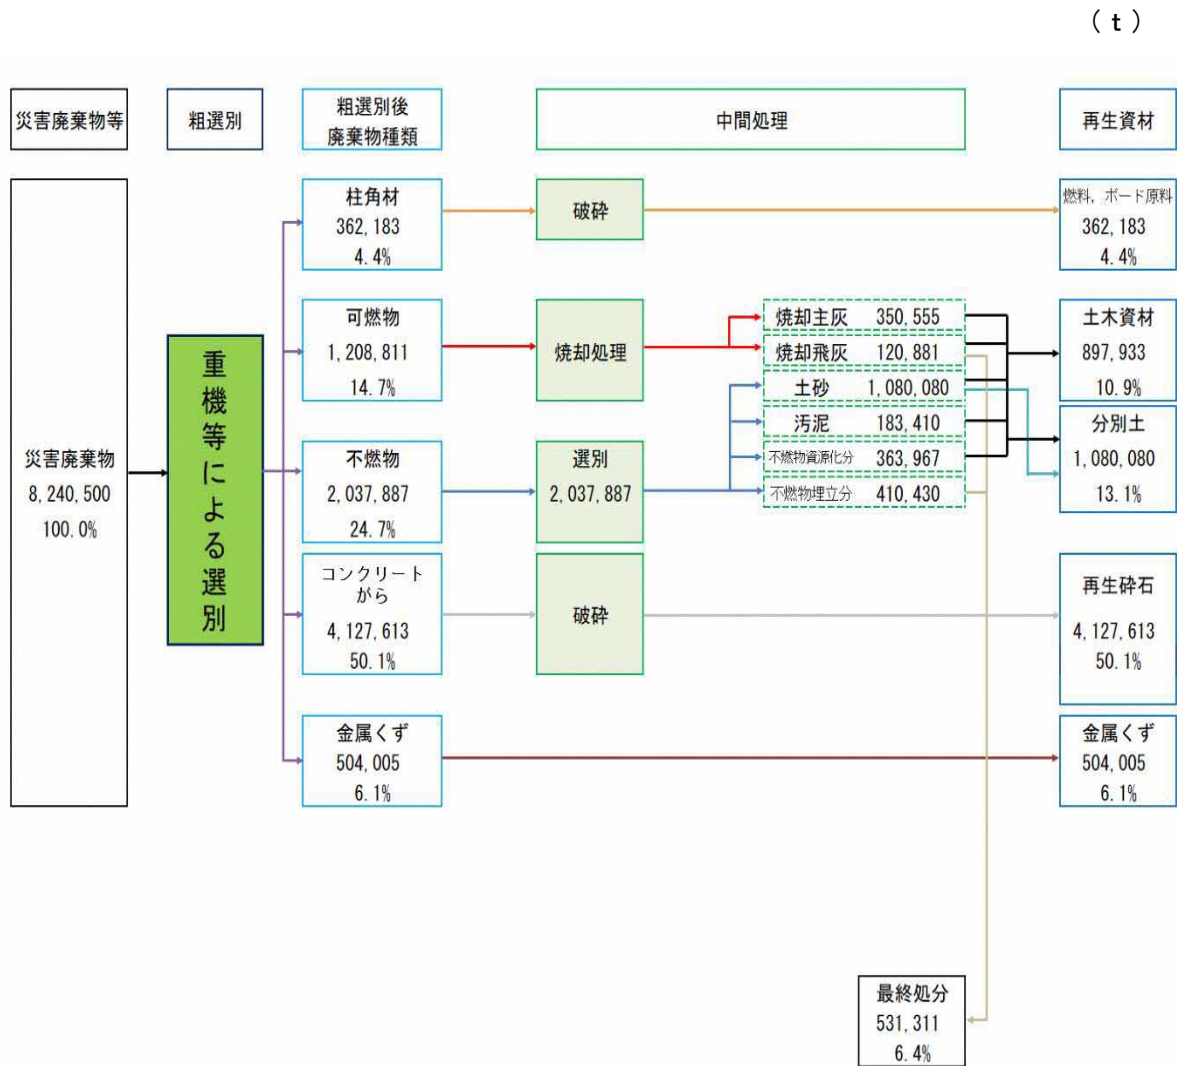 （ｔ）
災害廃棄物等
粗選別
粗選別後
廃棄物種類
中間処理
再生資材
災害廃棄物
8,240,500
100.0%
重機等による選別
柱角材
362,183
4.4%
破砕
燃料，ボード原料
362,183
4.4%
可燃物
1,208,811
14.7%
焼却処理
焼却主灰 350,555
焼却飛灰 120,881
土砂 1,080,080
汚泥 183,410
不燃物資源化分 363,967
不燃物埋立分 410,430
土木資材
897,933
10.9%
分別土
1,080,080
13.1%
不燃物
2,037,887
24.7%
選別
2,037,887
コンクリート
がら
4,127,613
50.1%
破砕
再生砕石
4,127,613
50.1%
金属くず
504,005
6.1%
金属くず
504,005
6.1%
最終処分
531,311
6.4%